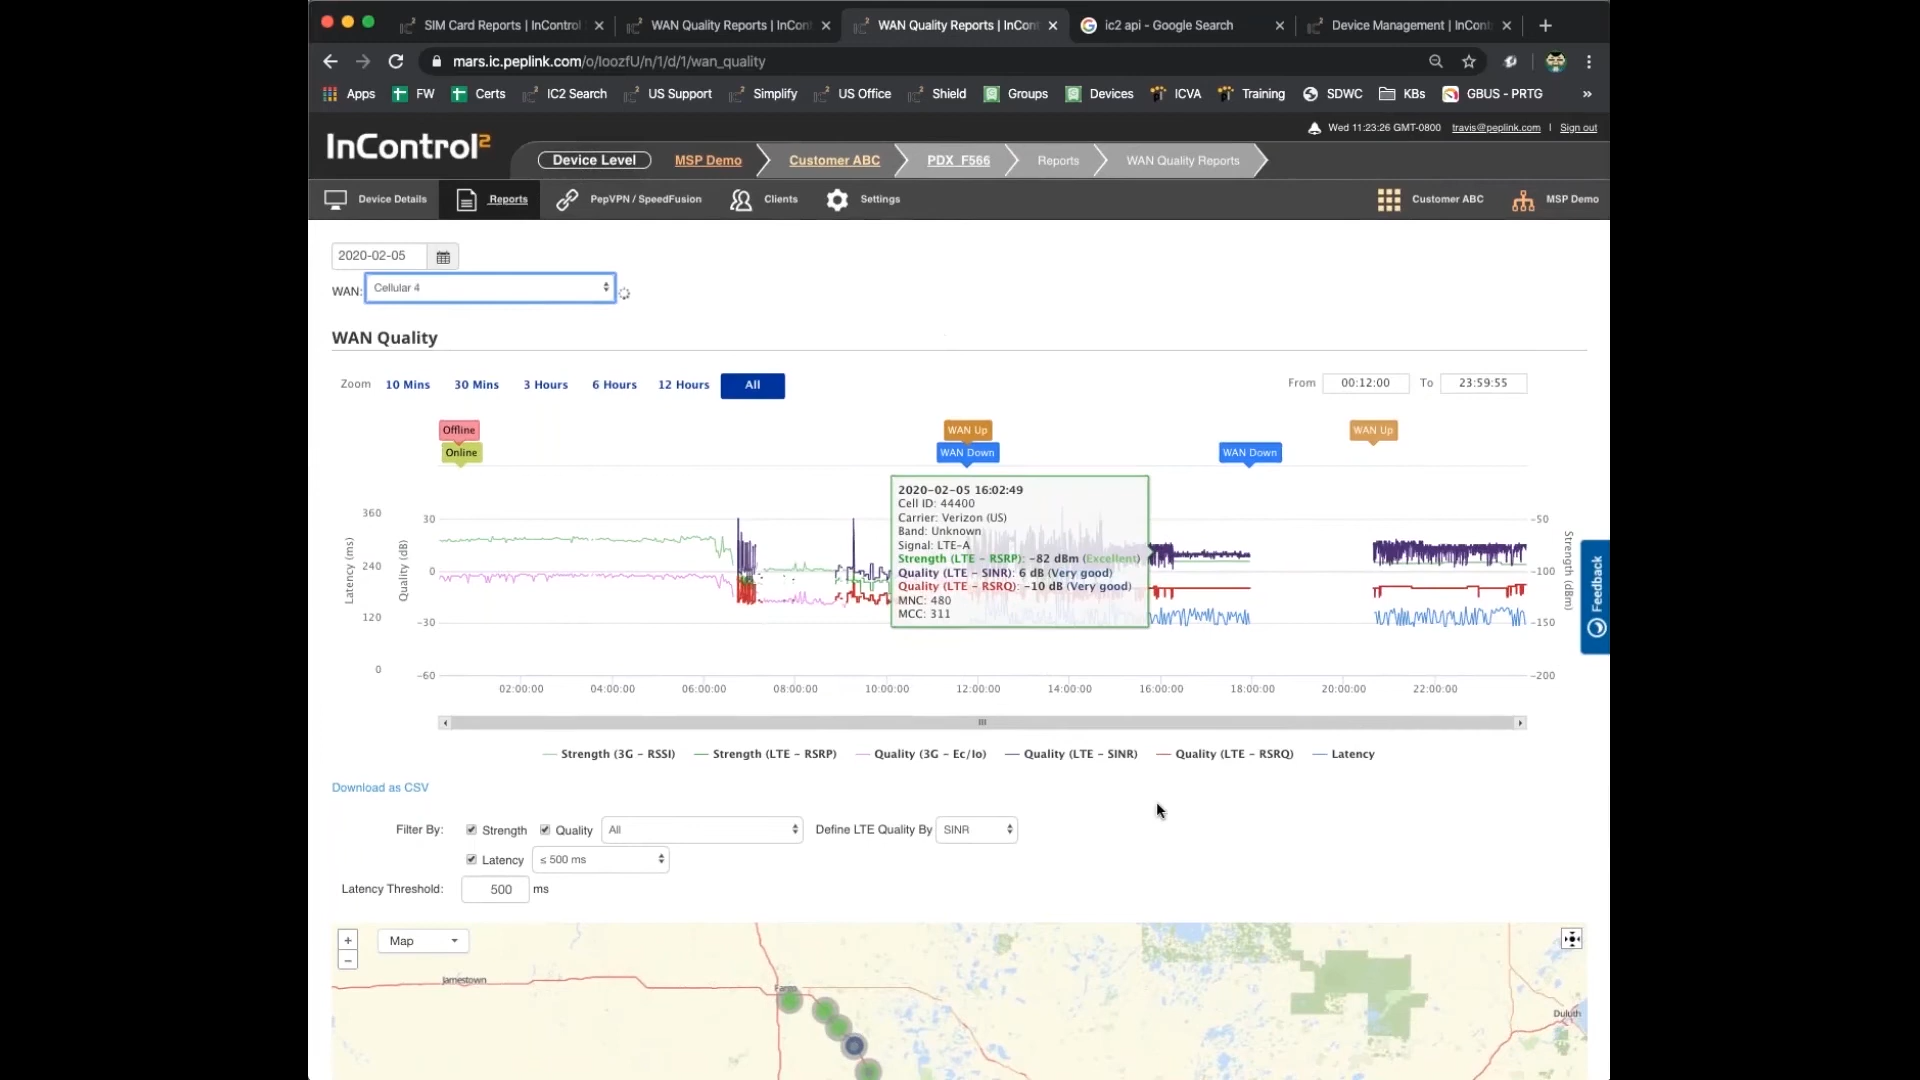 SIM Card Reports | InControl
WAN Quality Reports | InCon
WAN Quality Reports | InCon
ic2 api - Google Search
Device Management | InCont
mars.ic.peplink.com/o/IoozfU/n/1/d/1/wan_quality
Apps FW Certs IC2 Search US Support Simplify US Office Shield Groups Devices ICVA Training SDWC KBs GBUS - PRTG »
Wed 11:23:26 GMT-0800 travis@peplink.com | Sign out
InControl2
Device Level MSP Demo Customer ABC PDX_F566 Reports WAN Quality Reports
Device Details Reports PepVPN / SpeedFusion Clients Settings Customer ABC MSP Demo
2020-02-05
WAN: Cellular 4
WAN Quality
Zoom 10 Mins 30 Mins 3 Hours 6 Hours 12 Hours All From 00:12:00 To 23:59:55
Offline WAN Up WAN Up
Online WAN Down WAN Down
2020-02-05 16:02:49
Cell ID: 44400
Carrier: Verizon (US)
Band: Unknown
Signal: LTE-A
Strength (LTE - RSRP): -82 dBm (Excellent)
Quality (LTE - SINR): 6 dB (Very good)
Quality (LTE - RSRQ): -10 dB (Very good)
MNC: 480
MCC: 311
Latency (ms)
360
240
120
0
Quality (dB)
30
0
-30
-60
-50
-100
-150
-200
Strength (dBm)
Feedback
02:00:00 04:00:00 06:00:00 08:00:00 10:00:00 12:00:00 14:00:00 16:00:00 18:00:00 20:00:00 22:00:00
Strength (3G - RSSI) Strength (LTE - RSRP) Quality (3G - Ec/Io) Quality (LTE - SINR) Quality (LTE - RSRQ) Latency
Download as CSV
Filter By: Strength Quality All Define LTE Quality By SINR
Latency ≤ 500 ms
Latency Threshold: 500 ms
+ Map
-
Jamestown
Fargo
Duluth